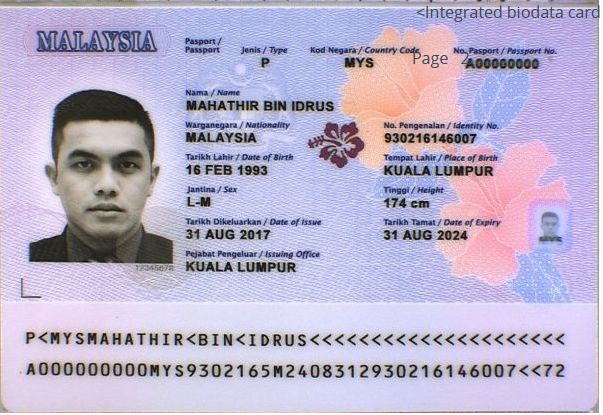 <Integrated biodata card
MALAYSIA
Pasport / Passport
Jenis / Type
P
Kod Negara / Country Code
MYS
Page 2
No. Pasport / Passport No.
A00000000
Nama / Name
MAHATHIR BIN IDRUS
Warganegara / Nationality
MALAYSIA
No. Pengenalan / Identity No.
930216146007
Tarikh Lahir / Date of Birth
16 FEB 1993
Tempat Lahir / Place of Birth
KUALA LUMPUR
Jantina / Sex
L-M
Tinggi / Height
174 cm
Tarikh Dikeluarkan / Date of Issue
31 AUG 2017
Tarikh Tamat / Date of Expiry
31 AUG 2024
Pejabat Pengeluar / Issuing Office
KUALA LUMPUR
12345678
P<MYSMAHATHIR<BIN<IDRUS<<<<<<<<<<<<<<<<<<<<<
A000000000MYS9302165M2408312930216146007<<72